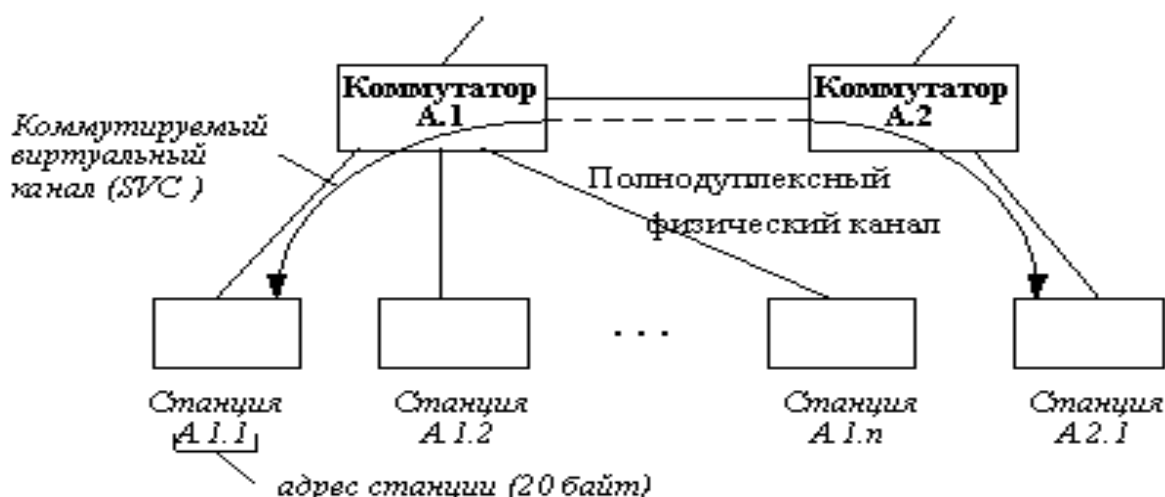 Коммутатор
A.1
Коммутатор
A.2
Коммутируемый
виртуальный
канал (SVC )
Полнодуплексный
физический канал
. . .
Станция
A 1.1
Станция
A 1.2
Станция
A 1.n
Станция
A 2.1
адрес станции (20 байт)